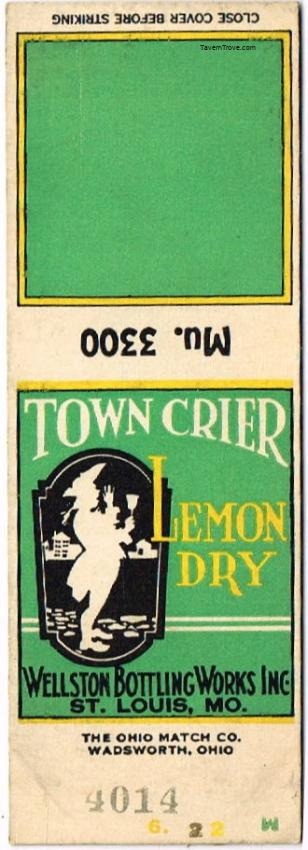 CLOSE COVER BEFORE STRIKING
TavernTrove.com
Mu. 3300
TOWN CRIER
LEMON
DRY
WELLSTON BOTTLING WORKS INC
ST. LOUIS, MO.
THE OHIO MATCH CO.
WADSWORTH, OHIO
4014
6. 22
M